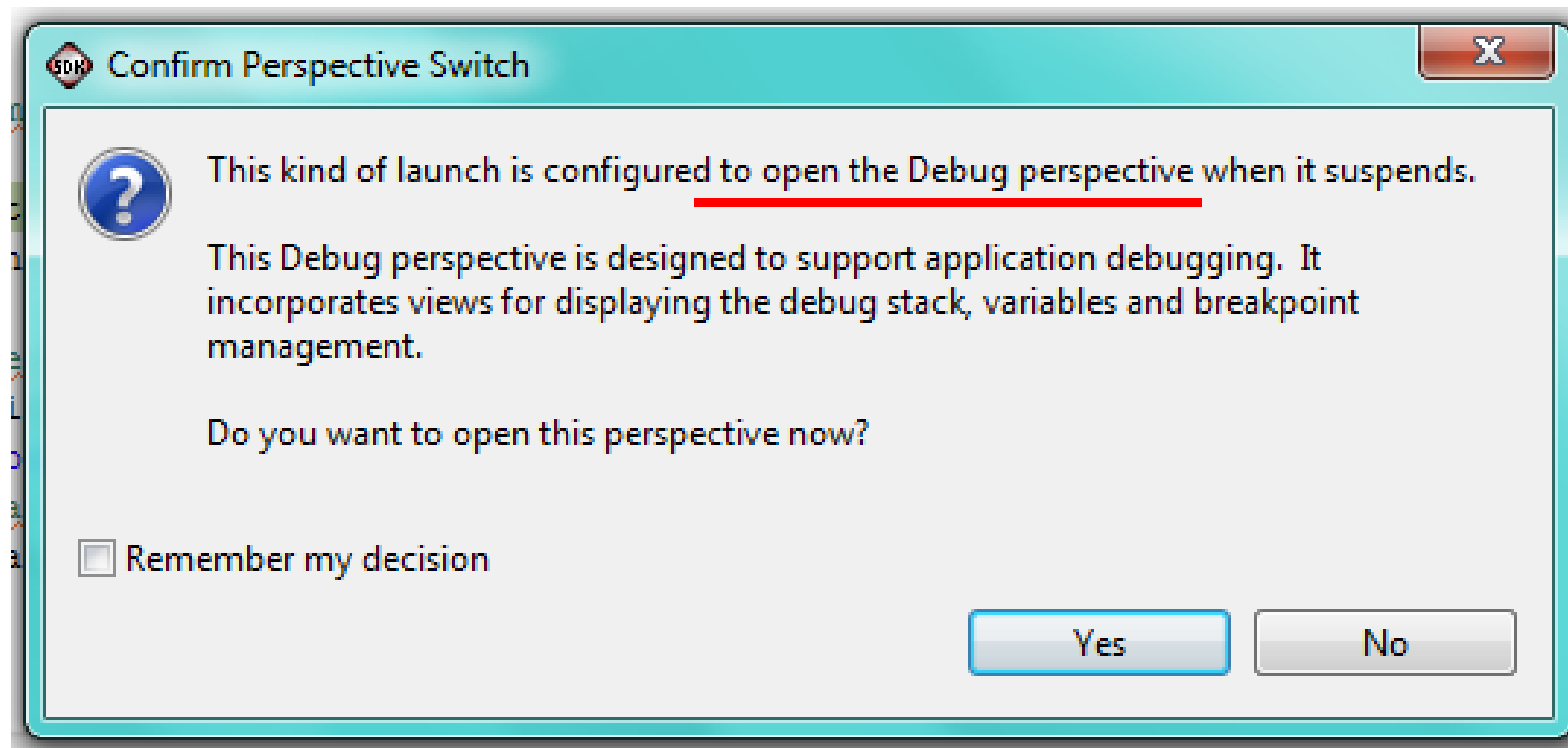 SDK Confirm Perspective Switch
This kind of launch is configured to open the Debug perspective when it suspends.
This Debug perspective is designed to support application debugging.  It
incorporates views for displaying the debug stack, variables and breakpoint
management.
Do you want to open this perspective now?
Remember my decision
Yes No